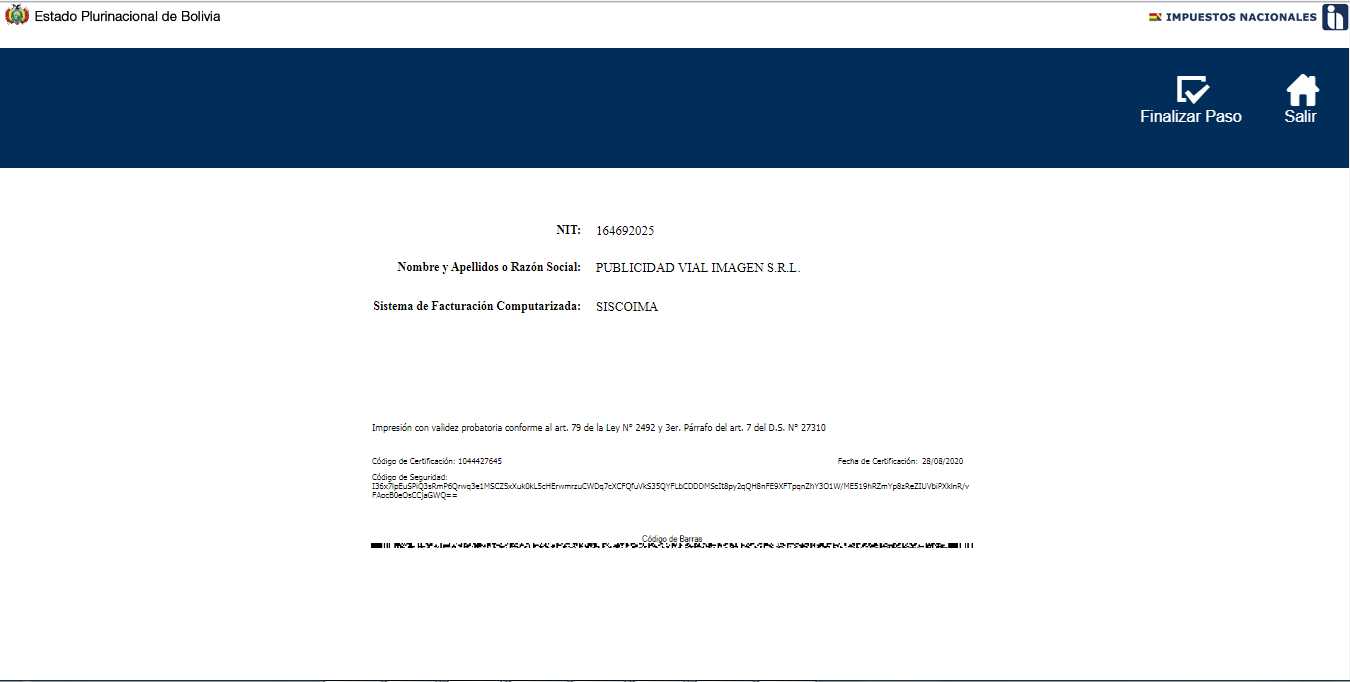 Estado Plurinacional de Bolivia
IMPUESTOS NACIONALES
Finalizar Paso
Salir
NIT: 164692025
Nombre y Apellidos o Razón Social: PUBLICIDAD VIAL IMAGEN S.R.L.
Sistema de Facturación Computarizada: SISCOIMA
Impresión con validez probatoria conforme al art. 79 de la Ley N° 2492 y 3er. Párrafo del art. 7 del D.S. N° 27310
Código de Certificación: 1044427645 Fecha de Certificación: 28/08/2020
Código de Seguridad:
Código de Barras